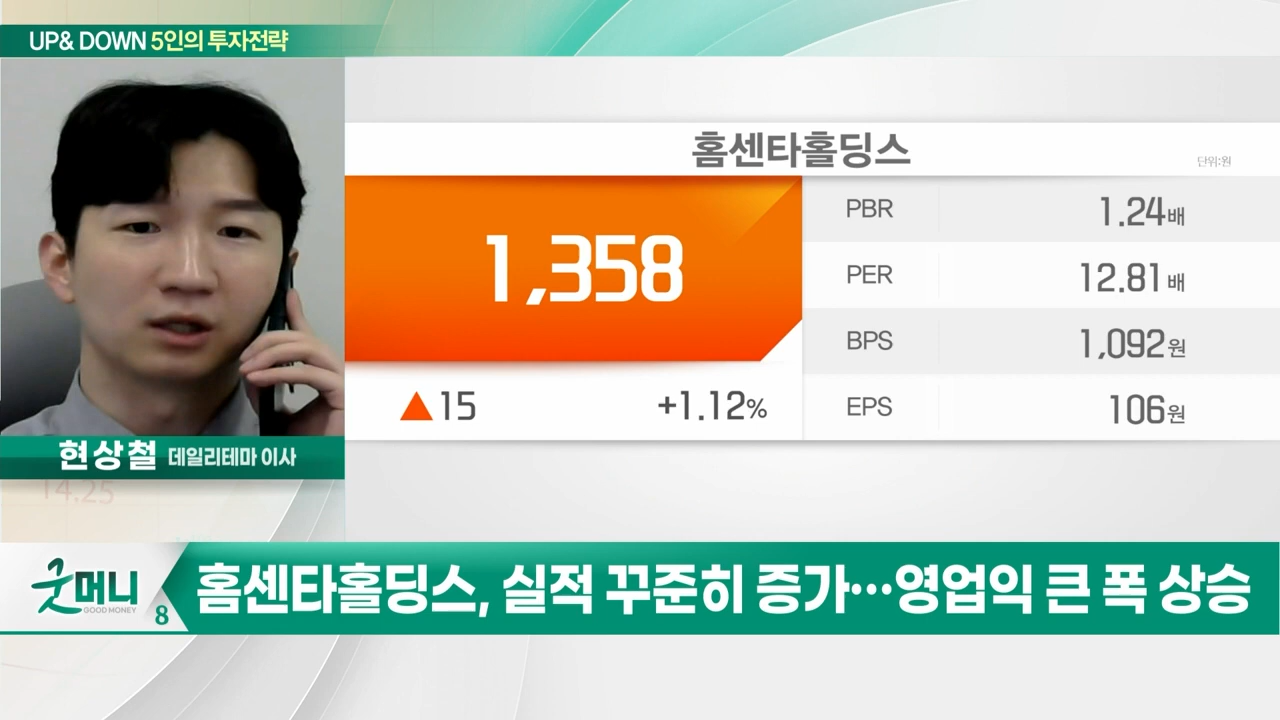 UP& DOWN 5인의 투자전략
홈센타홀딩스
단위:원
1,358
▲15 +1.12%
PBR 1.24배
PER 12.81배
BPS 1,092원
EPS 106원
현상철 데일리테마 이사
14.25
굿머니
GOOD MONEY
8
홈센타홀딩스, 실적 꾸준히 증가…영업익 큰 폭 상승